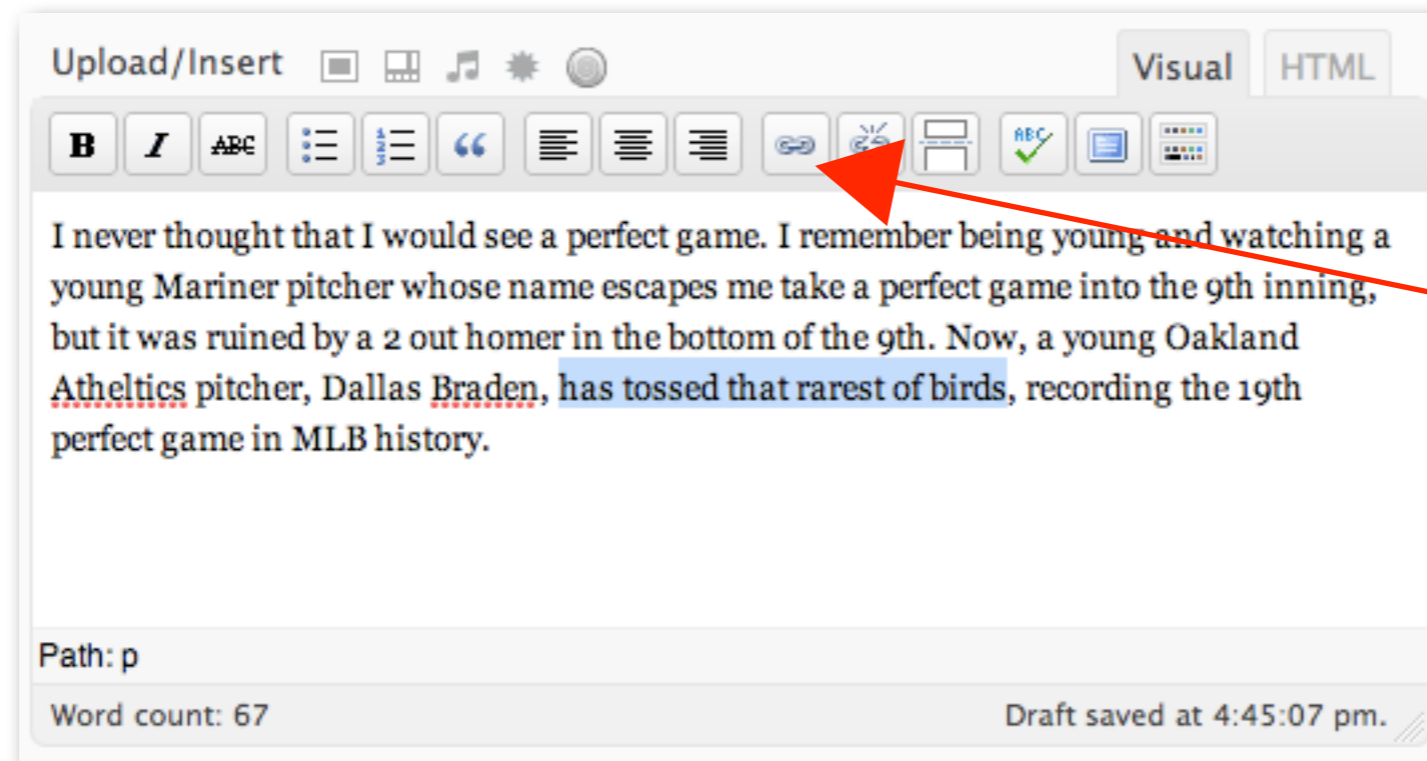 Upload/Insert
Visual HTML
B I ABC ABC
I never thought that I would see a perfect game. I remember being young and watching a
young Mariner pitcher whose name escapes me take a perfect game into the 9th inning,
but it was ruined by a 2 out homer in the bottom of the 9th. Now, a young Oakland
Atheltics pitcher, Dallas Braden, has tossed that rarest of birds, recording the 19th
perfect game in MLB history.
Path: p
Word count: 67 Draft saved at 4:45:07 pm.